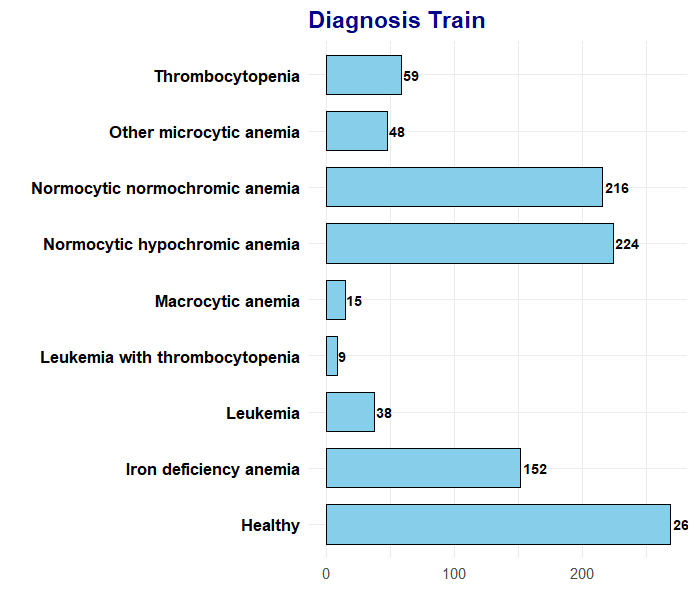 Diagnosis Train
Thrombocytopenia 59
Other microcytic anemia 48
Normocytic normochromic anemia 216
Normocytic hypochromic anemia 224
Macrocytic anemia 15
Leukemia with thrombocytopenia 9
Leukemia 38
Iron deficiency anemia 152
Healthy 26
0 100 200